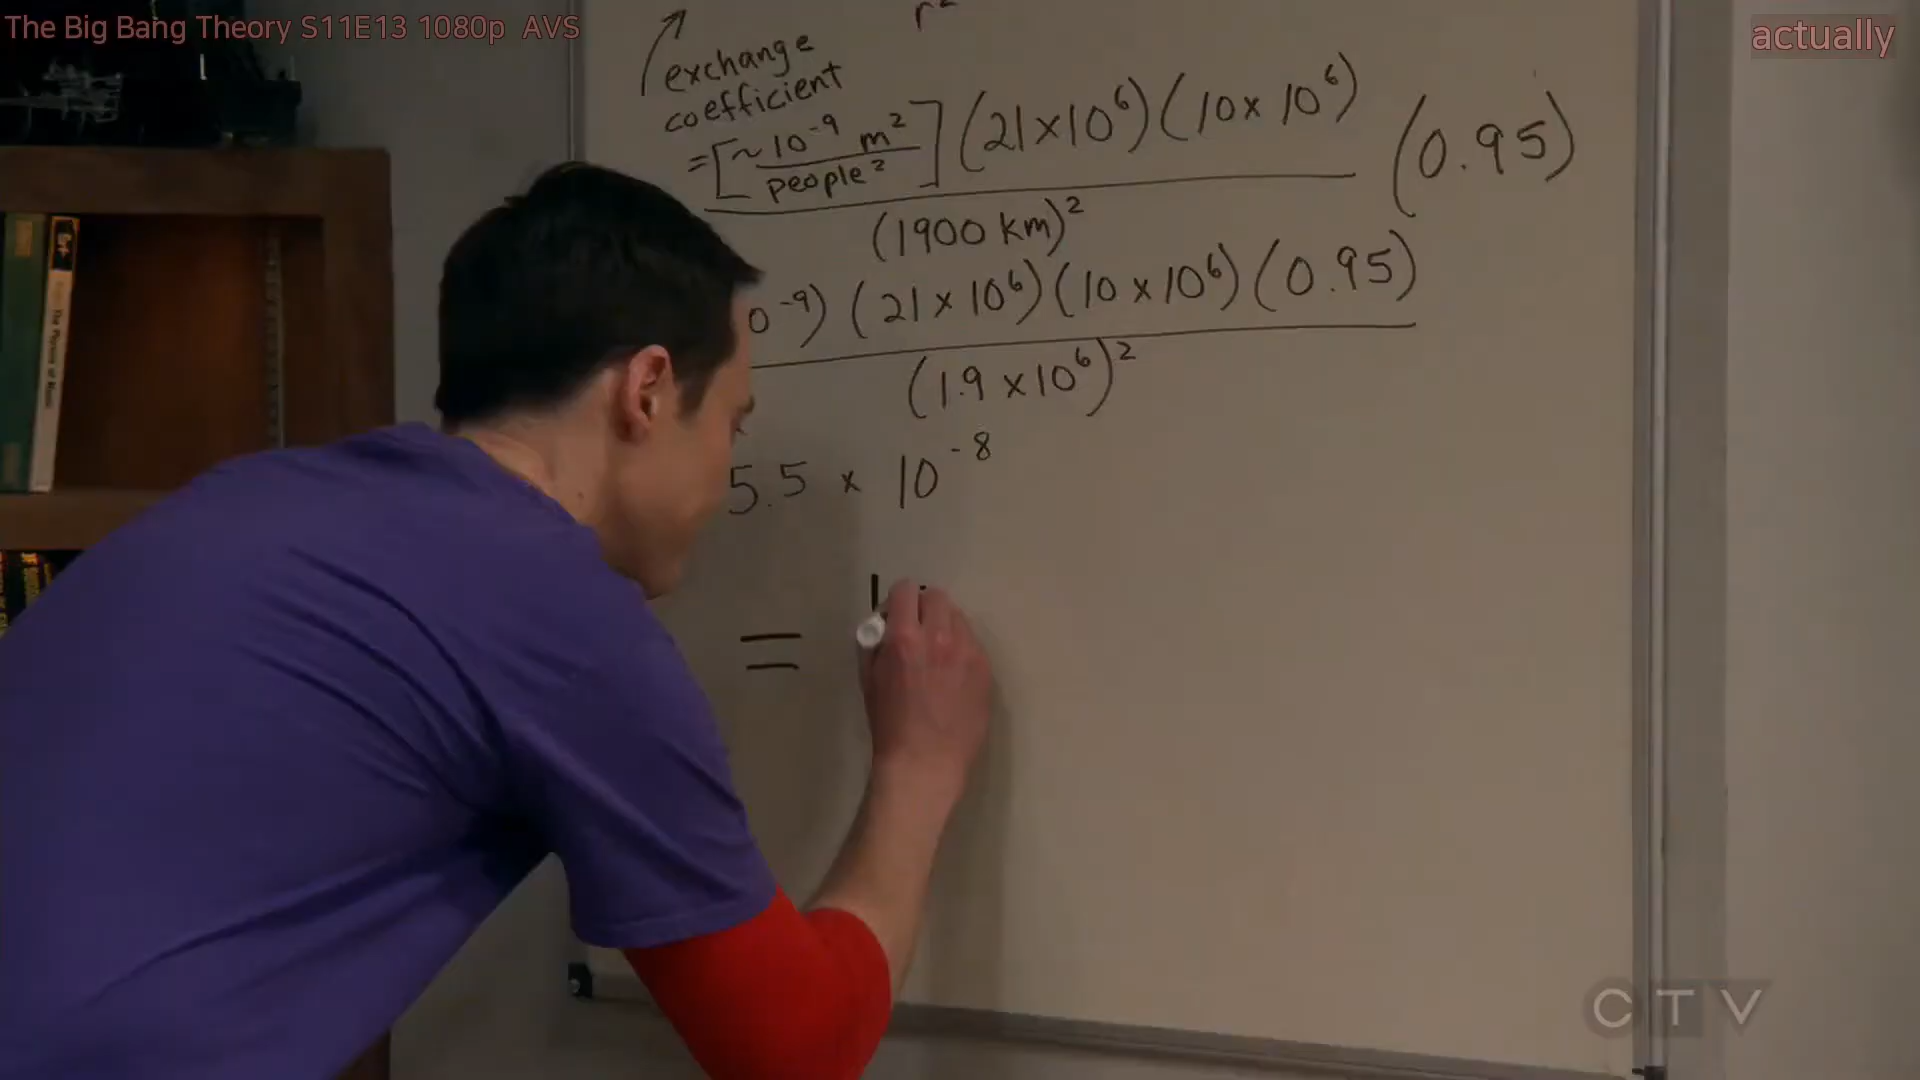 The Big Bang Theory S11E13 1080p AVS
actually
exchange
coefficient
= [~ 10⁻⁹ m² / people²] (21 x 10⁶) (10 x 10⁶) (0.95)
(1900 km)²
0⁻⁹) (21 x 10⁶) (10 x 10⁶) (0.95)
(1.9 x 10⁶)²
5.5 x 10⁻⁸
=
CTV